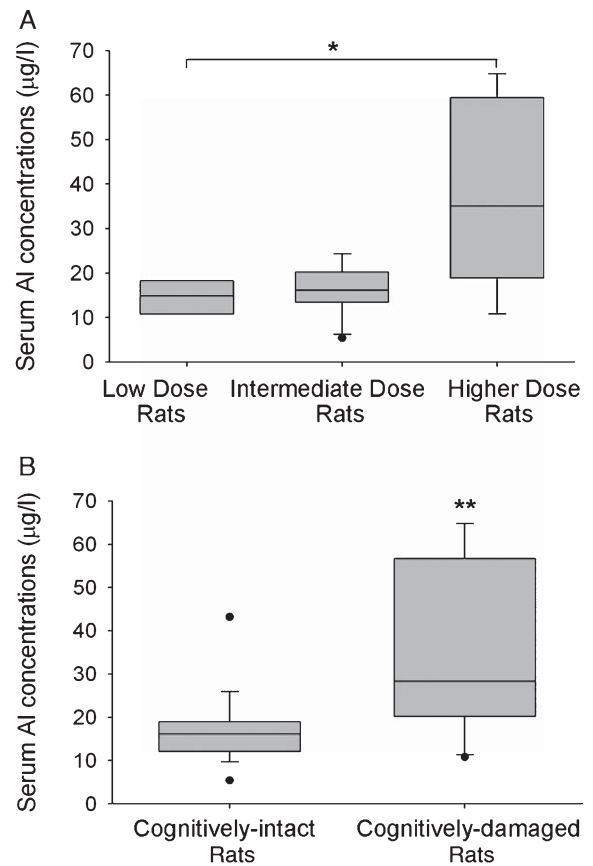 A
Serum Al concentrations (μg/l)
70
60
50
40
30
20
10
0
*
Low Dose Rats
Intermediate Dose Rats
Higher Dose Rats
B
Serum Al concentrations (μg/l)
70
60
50
40
30
20
10
0
**
Cognitively-intact Rats
Cognitively-damaged Rats